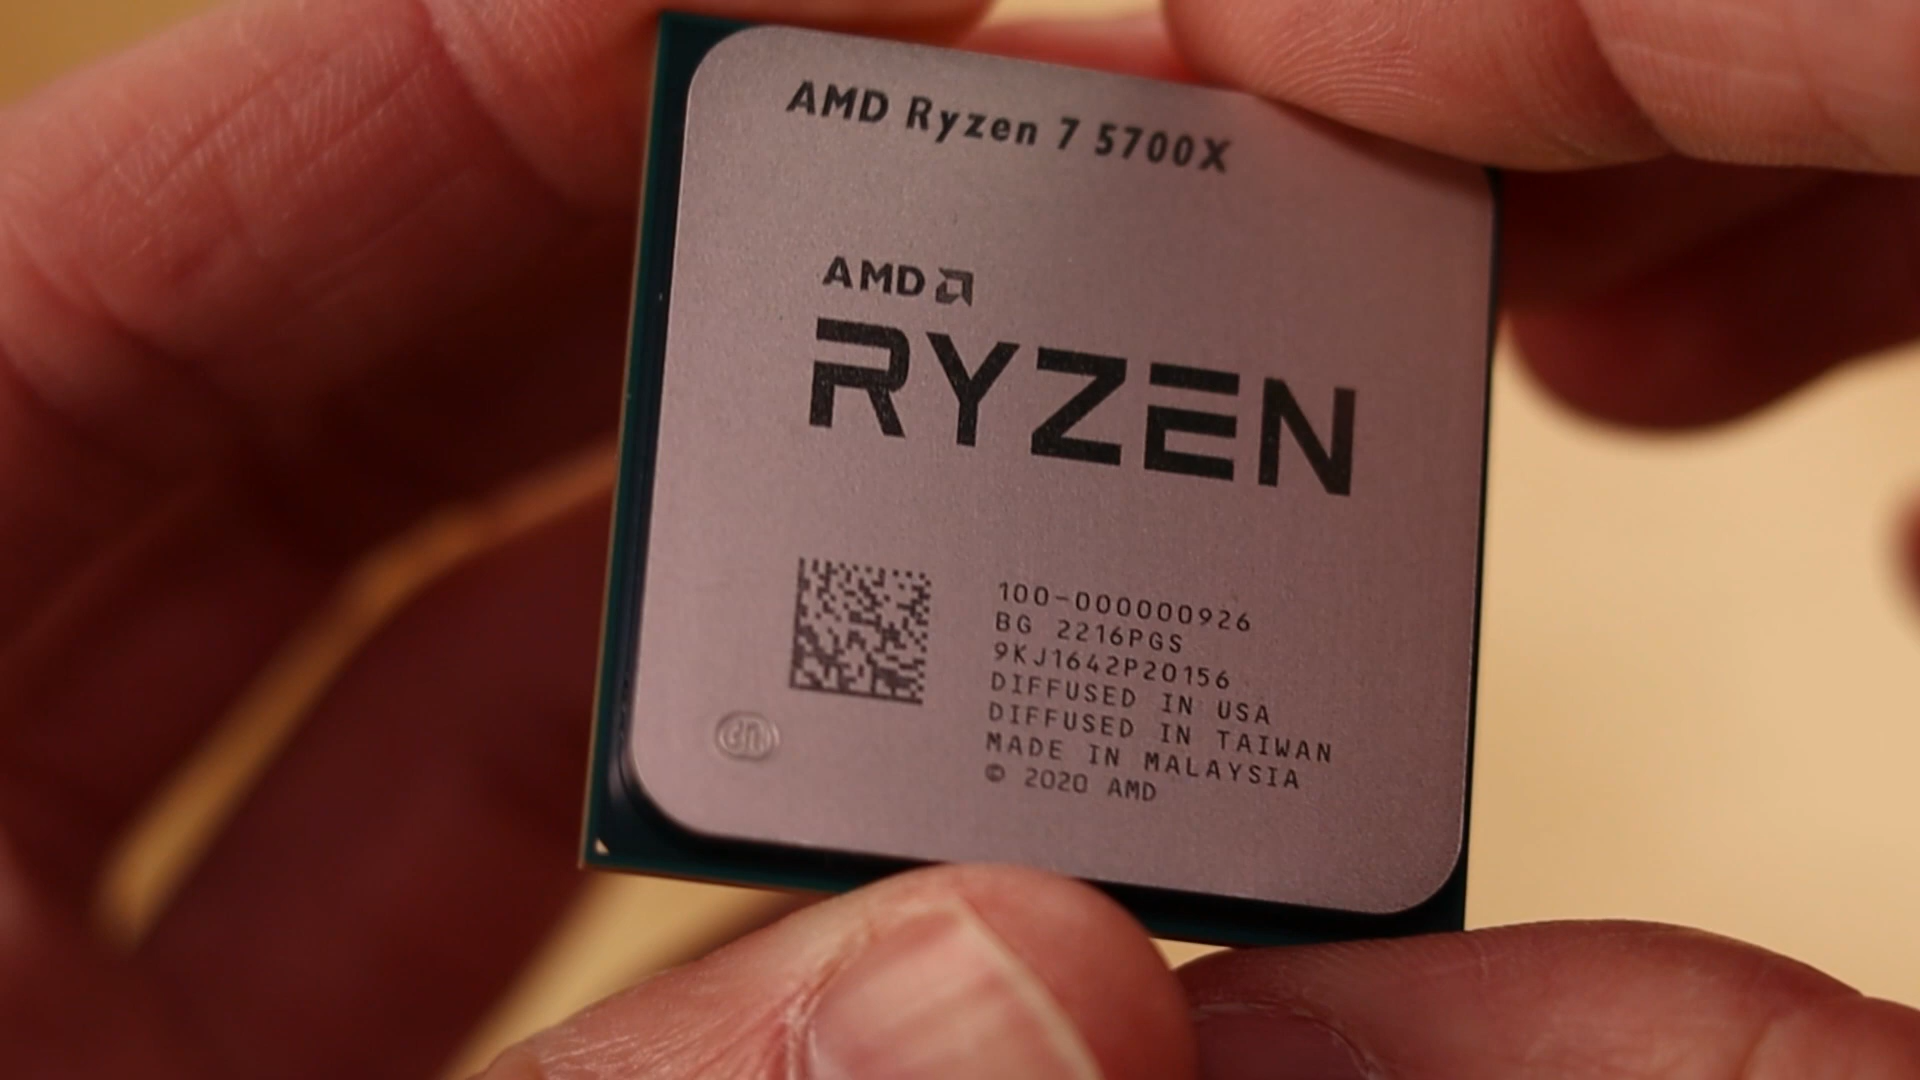 AMD Ryzen 7 5700X
AMD
RYZEN
100-000000926
BG 2216PGS
9KJ1642P20156
DIFFUSED IN USA
DIFFUSED IN TAIWAN
MADE IN MALAYSIA
© 2020 AMD